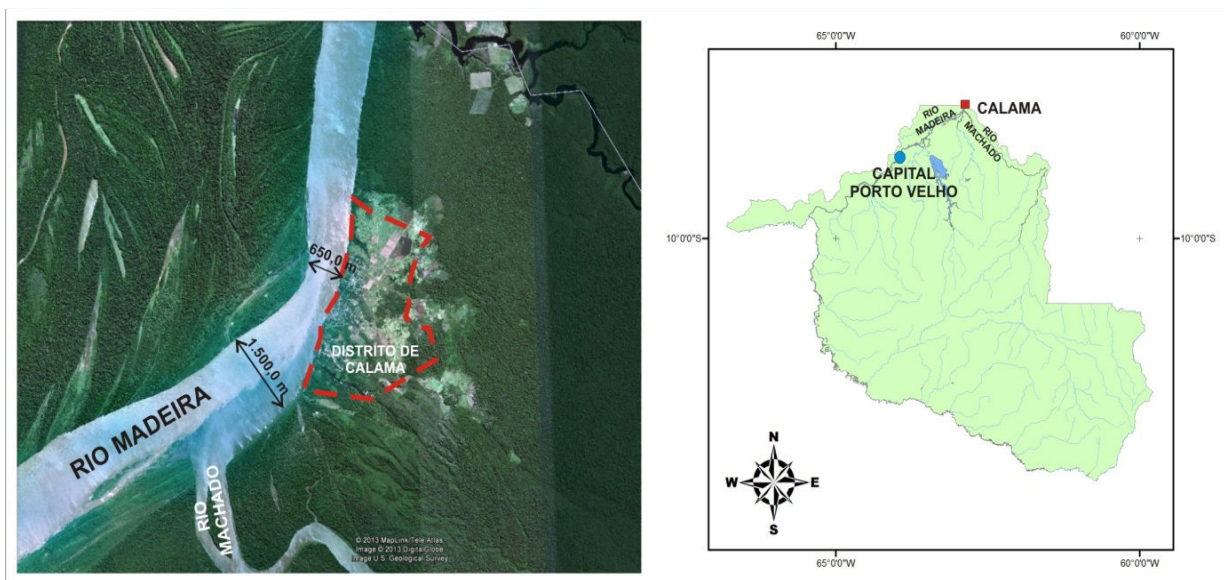 650,0 m
1.500,0 m
DISTRITO DE
CALAMA
RIO MADEIRA
RIO
MACHADO
© 2013 MapLink/Tele Atlas
Image © 2013 DigitalGlobe
Image U.S. Geological Survey
65°0'0"W
60°0'0"W
10°0'0"S
10°0'0"S
CALAMA
RIO
MADEIRA
RIO
MACHADO
CAPITAL
PORTO VELHO
N
W
E
S
65°0'0"W
60°0'0"W